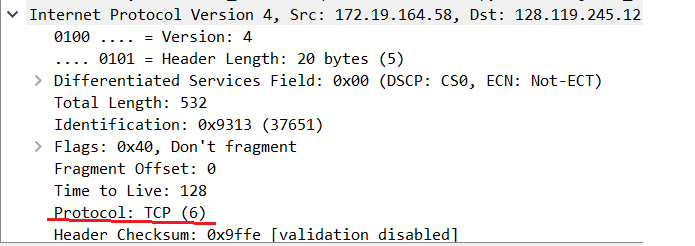 Internet Protocol Version 4, Src: 172.19.164.58, Dst: 128.119.245.12
0100 .... = Version: 4
.... 0101 = Header Length: 20 bytes (5)
Differentiated Services Field: 0x00 (DSCP: CS0, ECN: Not-ECT)
Total Length: 532
Identification: 0x9313 (37651)
Flags: 0x40, Don't fragment
Fragment Offset: 0
Time to Live: 128
Protocol: TCP (6)
Header Checksum: 0x9ffe [validation disabled]